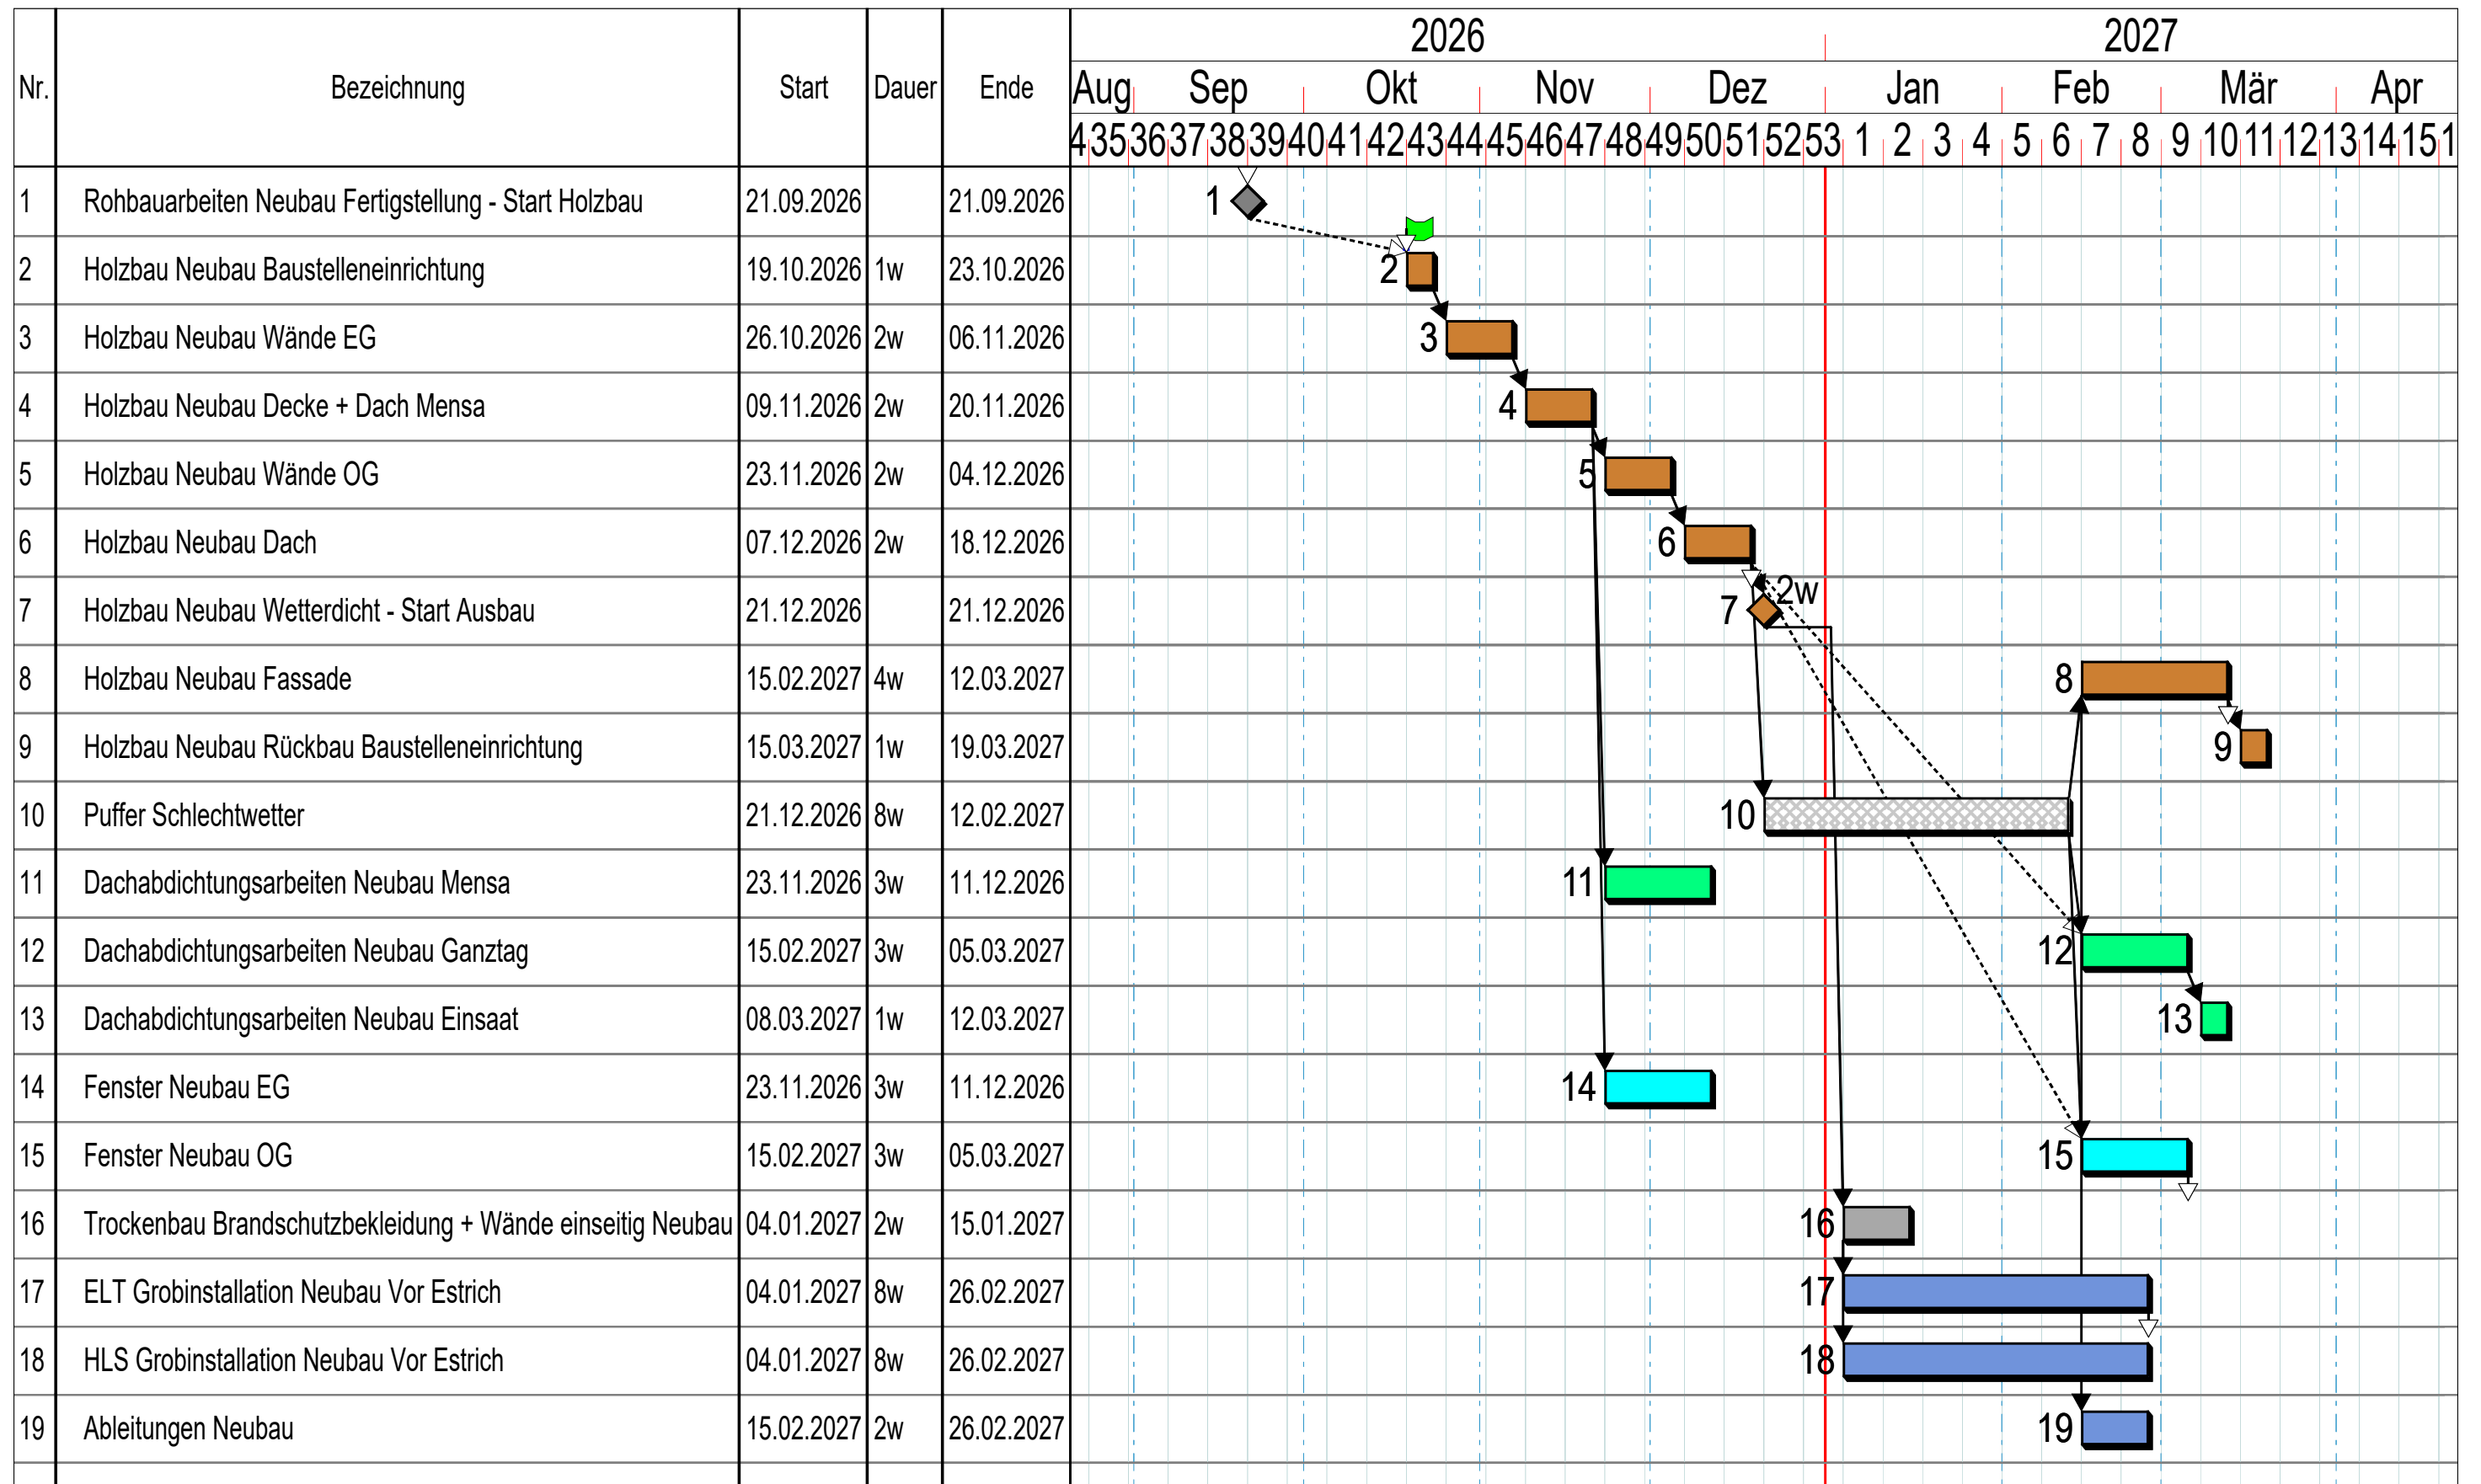 2026 2027
Nr. Bezeichnung Start Dauer Ende Aug Sep Okt Nov Dez Jan Feb Mär Apr
4 35 36 37 38 39 40 41 42 43 44 45 46 47 48 49 50 51 52 53 1 2 3 4 5 6 7 8 9 10 11 12 13 14 15 1
1 Rohbauarbeiten Neubau Fertigstellung - Start Holzbau 21.09.2026 21.09.2026 1
2 Holzbau Neubau Baustelleneinrichtung 19.10.2026 1w 23.10.2026 2
3 Holzbau Neubau Wände EG 26.10.2026 2w 06.11.2026 3
4 Holzbau Neubau Decke + Dach Mensa 09.11.2026 2w 20.11.2026 4
5 Holzbau Neubau Wände OG 23.11.2026 2w 04.12.2026 5
6 Holzbau Neubau Dach 07.12.2026 2w 18.12.2026 6
7 Holzbau Neubau Wetterdicht - Start Ausbau 21.12.2026 21.12.2026 7 2w
8 Holzbau Neubau Fassade 15.02.2027 4w 12.03.2027 8
9 Holzbau Neubau Rückbau Baustelleneinrichtung 15.03.2027 1w 19.03.2027 9
10 Puffer Schlechtwetter 21.12.2026 8w 12.02.2027 10
11 Dachabdichtungsarbeiten Neubau Mensa 23.11.2026 3w 11.12.2026 11
12 Dachabdichtungsarbeiten Neubau Ganztag 15.02.2027 3w 05.03.2027 12
13 Dachabdichtungsarbeiten Neubau Einsaat 08.03.2027 1w 12.03.2027 13
14 Fenster Neubau EG 23.11.2026 3w 11.12.2026 14
15 Fenster Neubau OG 15.02.2027 3w 05.03.2027 15
16 Trockenbau Brandschutzbekleidung + Wände einseitig Neubau 04.01.2027 2w 15.01.2027 16
17 ELT Grobinstallation Neubau Vor Estrich 04.01.2027 8w 26.02.2027 17
18 HLS Grobinstallation Neubau Vor Estrich 04.01.2027 8w 26.02.2027 18
19 Ableitungen Neubau 15.02.2027 2w 26.02.2027 19